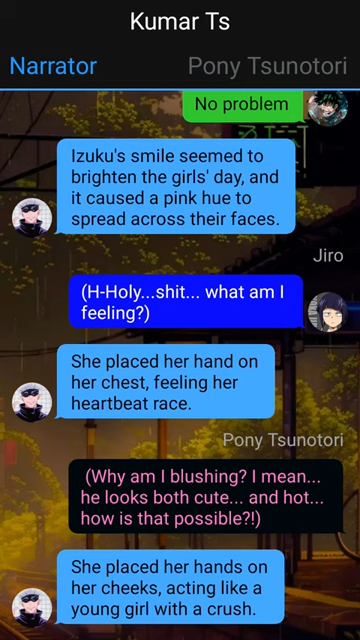 Kumar Ts
Narrator
Pony Tsunotori
No problem
Izuku's smile seemed to
brighten the girls' day, and
it caused a pink hue to
spread across their faces.
Jiro
(H-Holy...shit... what am I
feeling?)
She placed her hand on
her chest, feeling her
heartbeat race.
Pony Tsunotori
(Why am I blushing? I mean...
he looks both cute... and hot...
how is that possible?!)
She placed her hands on
her cheeks, acting like a
young girl with a crush.